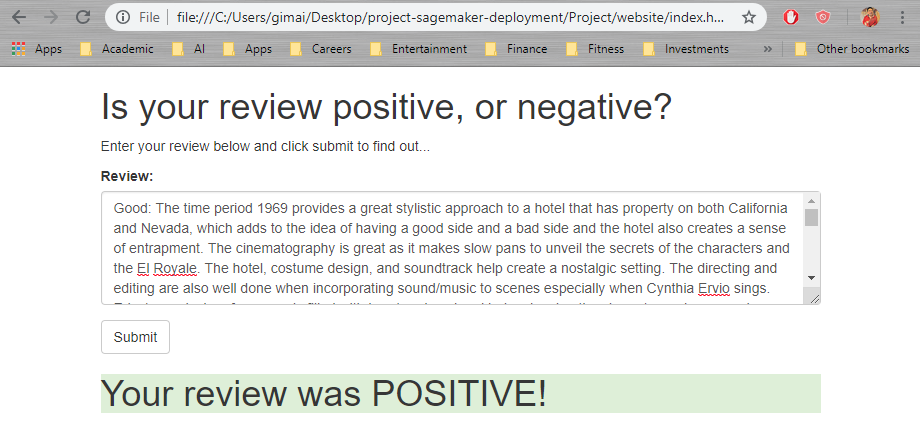 File file:///C:/Users/gimai/Desktop/project-sagemaker-deployment/Project/website/index.h...
Apps Academic AI Apps Careers Entertainment Finance Fitness Investments » Other bookmarks
Is your review positive, or negative?
Enter your review below and click submit to find out...
Review:
Good: The time period 1969 provides a great stylistic approach to a hotel that has property on both California
and Nevada, which adds to the idea of having a good side and a bad side and the hotel also creates a sense
of entrapment. The cinematography is great as it makes slow pans to unveil the secrets of the characters and
the El Royale. The hotel, costume design, and soundtrack help create a nostalgic setting. The directing and
editing are also well done when incorporating sound/music to scenes especially when Cynthia Ervio sings.
Submit
Your review was POSITIVE!